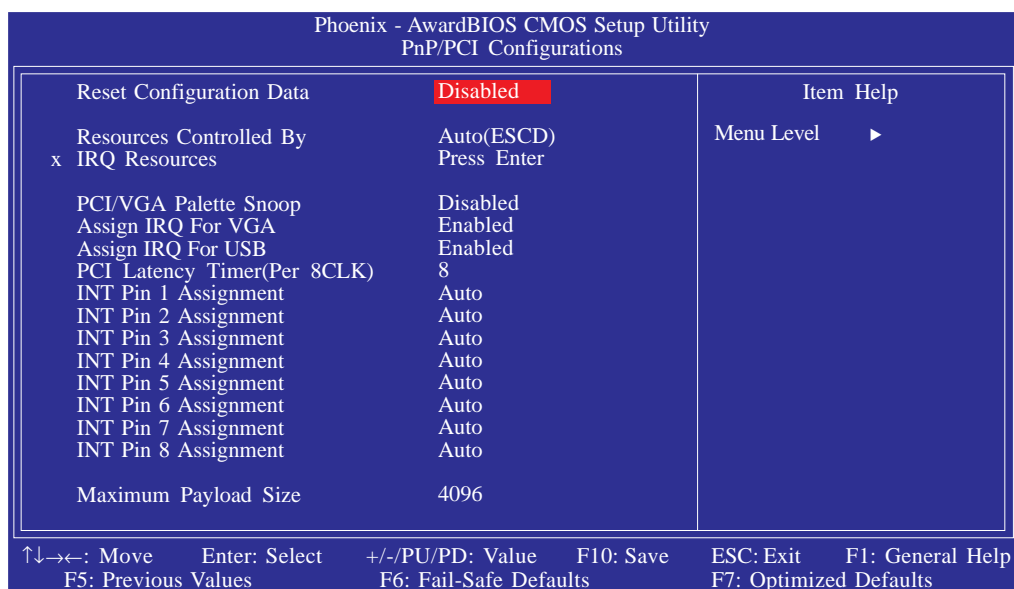 Phoenix - AwardBIOS CMOS Setup Utility
PnP/PCI Configurations
Reset Configuration Data Disabled
Item Help
Resources Controlled By Auto(ESCD)
Menu Level ▶
x IRQ Resources Press Enter
PCI/VGA Palette Snoop Disabled
Assign IRQ For VGA Enabled
Assign IRQ For USB Enabled
PCI Latency Timer(Per 8CLK) 8
INT Pin 1 Assignment Auto
INT Pin 2 Assignment Auto
INT Pin 3 Assignment Auto
INT Pin 4 Assignment Auto
INT Pin 5 Assignment Auto
INT Pin 6 Assignment Auto
INT Pin 7 Assignment Auto
INT Pin 8 Assignment Auto
Maximum Payload Size 4096
↑↓→←: Move Enter: Select +/-/PU/PD: Value F10: Save ESC: Exit F1: General Help
F5: Previous Values F6: Fail-Safe Defaults F7: Optimized Defaults